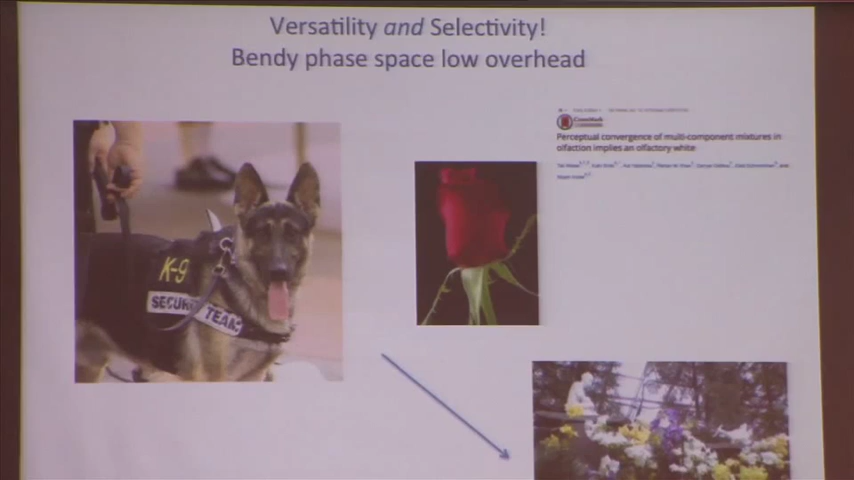 Versatility and Selectivity!
Bendy phase space low overhead
CrossMark
Perceptual convergence of multi-component mixtures in
olfaction implies an olfactory white
K-9
SECURITY
TEAM